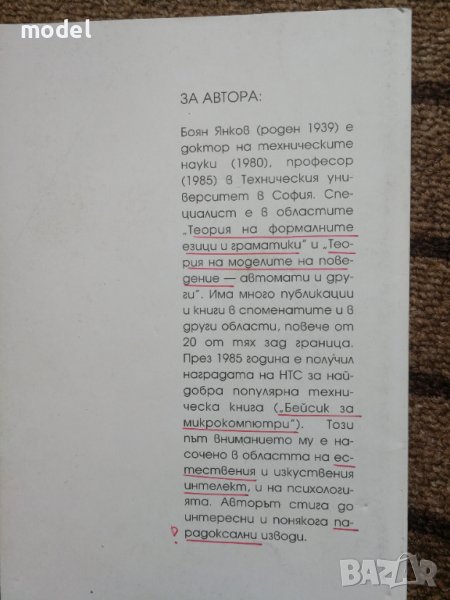 model
ЗА АВТОРА:
Боян Янков (роден 1939) е
доктор на техническите
науки (1980), професор
(1985) в Техническия уни-
верситет в София. Спе-
циалист е в областите
„Теория на формалните
езици и граматики" и „Тео-
рия на моделите на пове-
дение — автомати и дру-
ги". Има много публикации
и книги в споменатите и в
други области, повече от
20 от тях зад граница.
През 1985 година е получил
наградата на НТС за най-
добра популярна техни-
ческа книга („Бейсик за
микрокомпютри"). Този
път вниманието му е на-
сочено в областта на ес-
тествения и изкуствения
интелект, и на психологи-
ята. Авторът стига до
интересни и понякога па-
радоксални изводи.
BAZAR